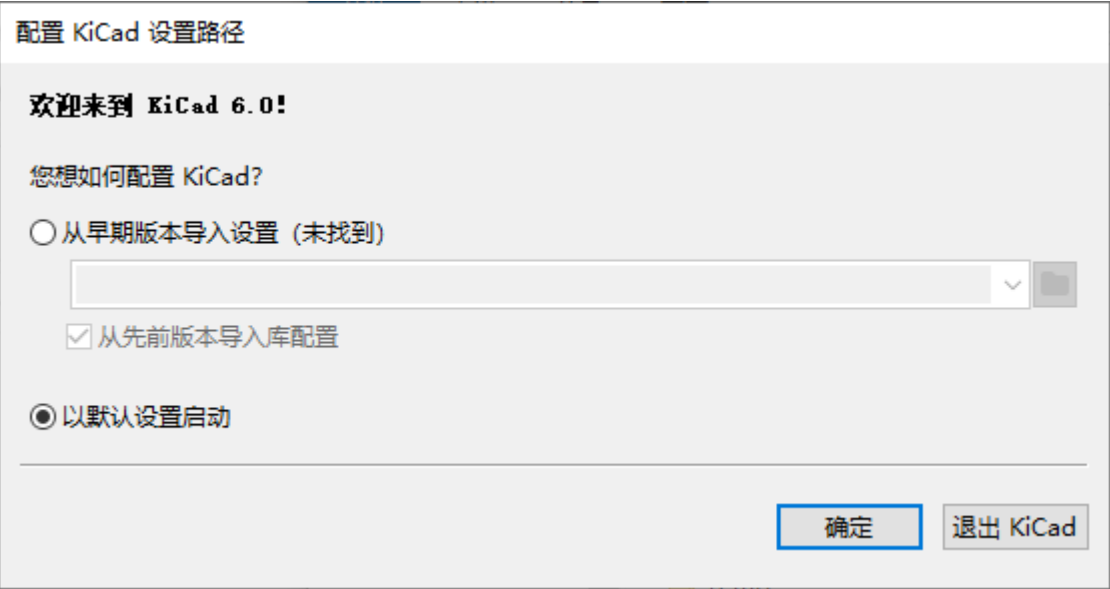 配置 KiCad 设置路径
欢迎来到 KiCad 6.0!
您想如何配置 KiCad?
从早期版本导入设置 (未找到)
从先前版本导入库配置
以默认设置启动
确定 退出 KiCad